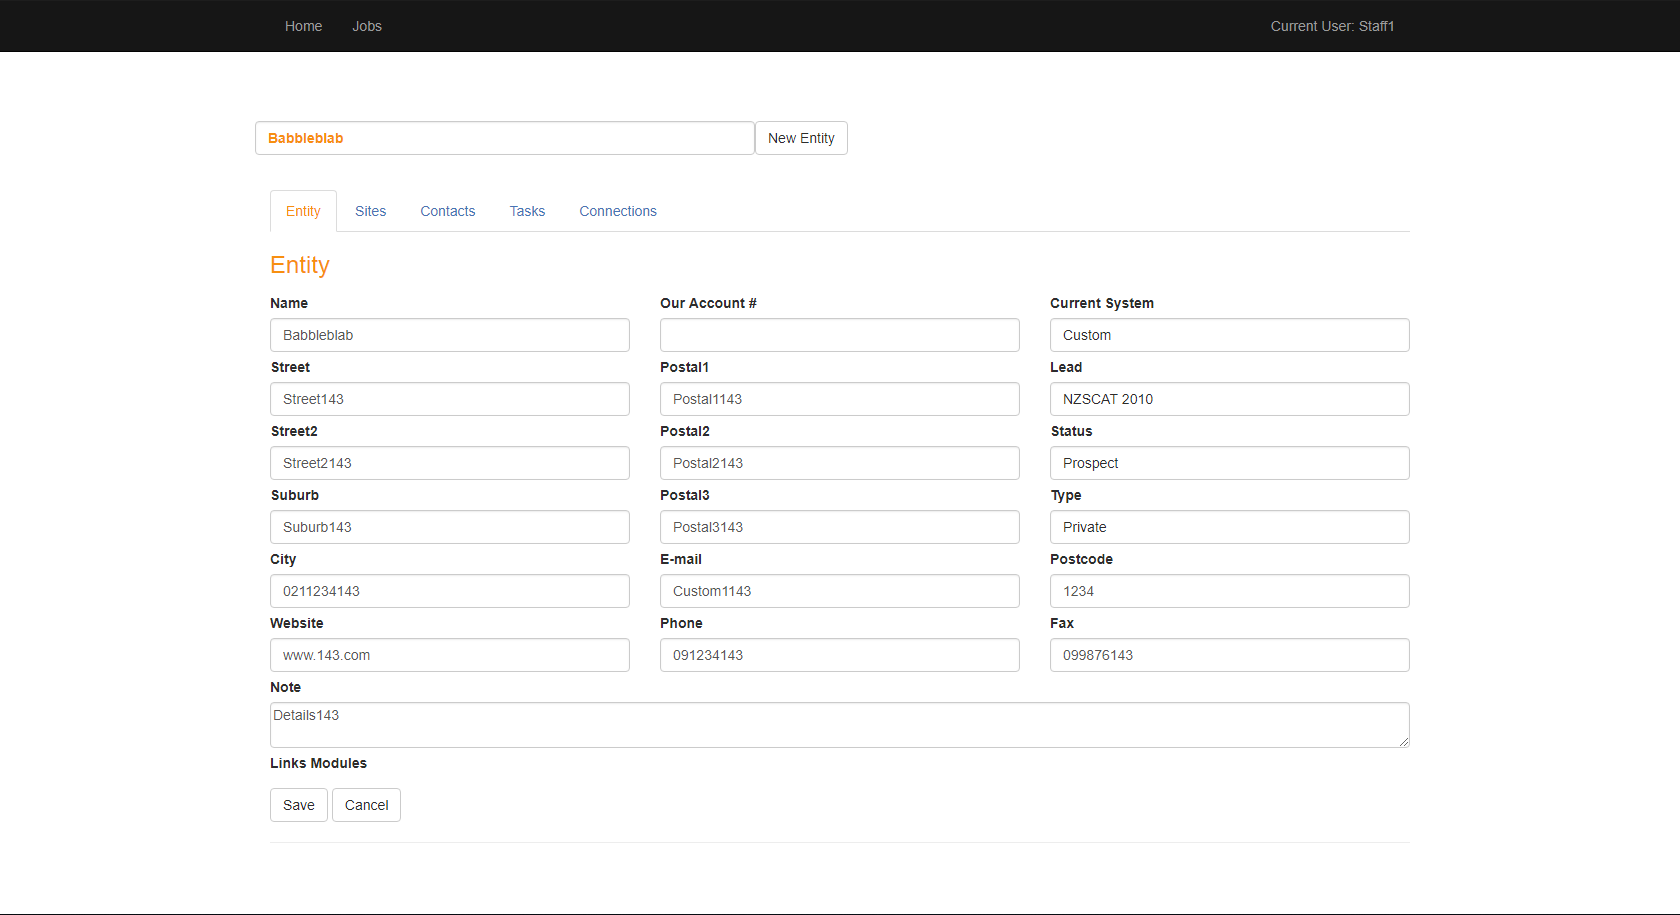 Home Jobs Current User: Staff1
Babbleblab New Entity
Entity Sites Contacts Tasks Connections
Entity
Name Our Account # Current System
Babbleblab Custom
Street Postal1 Lead
Street143 Postal1143 NZSCAT 2010
Street2 Postal2 Status
Street2143 Postal2143 Prospect
Suburb Postal3 Type
Suburb143 Postal3143 Private
City E-mail Postcode
0211234143 Custom1143 1234
Website Phone Fax
www.143.com 091234143 099876143
Note
Details143
Links Modules
Save Cancel